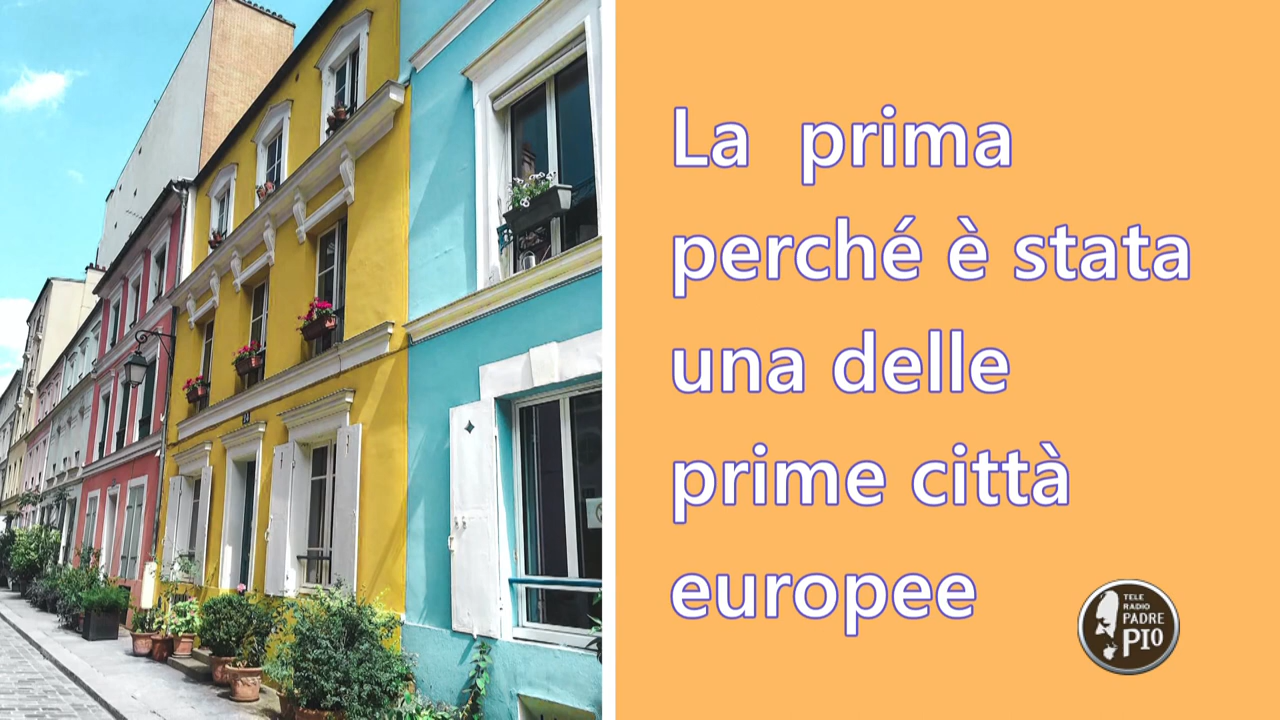 La prima
perché è stata
una delle
prime città
europee
TELE
RADIO
PADRE
PIO